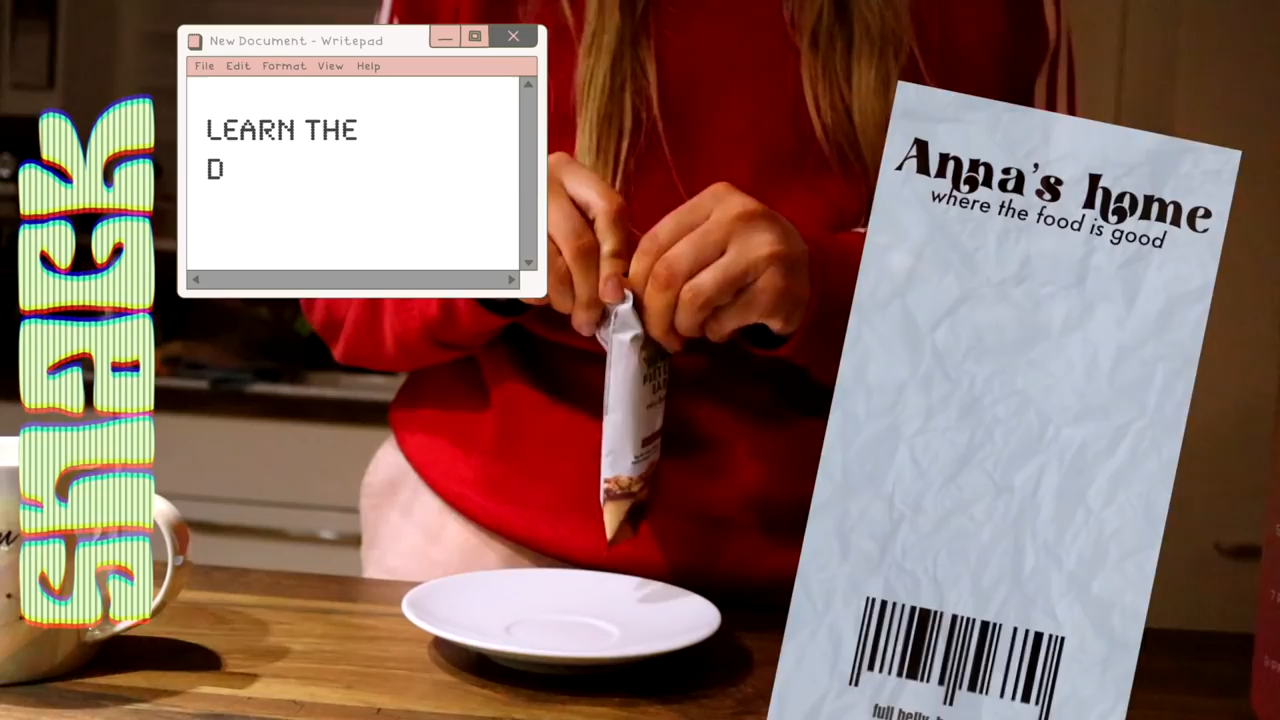 SNACK
New Document - Writepad
File Edit Format View Help
LEARN THE
D
Anna's home
where the food is good
full belly